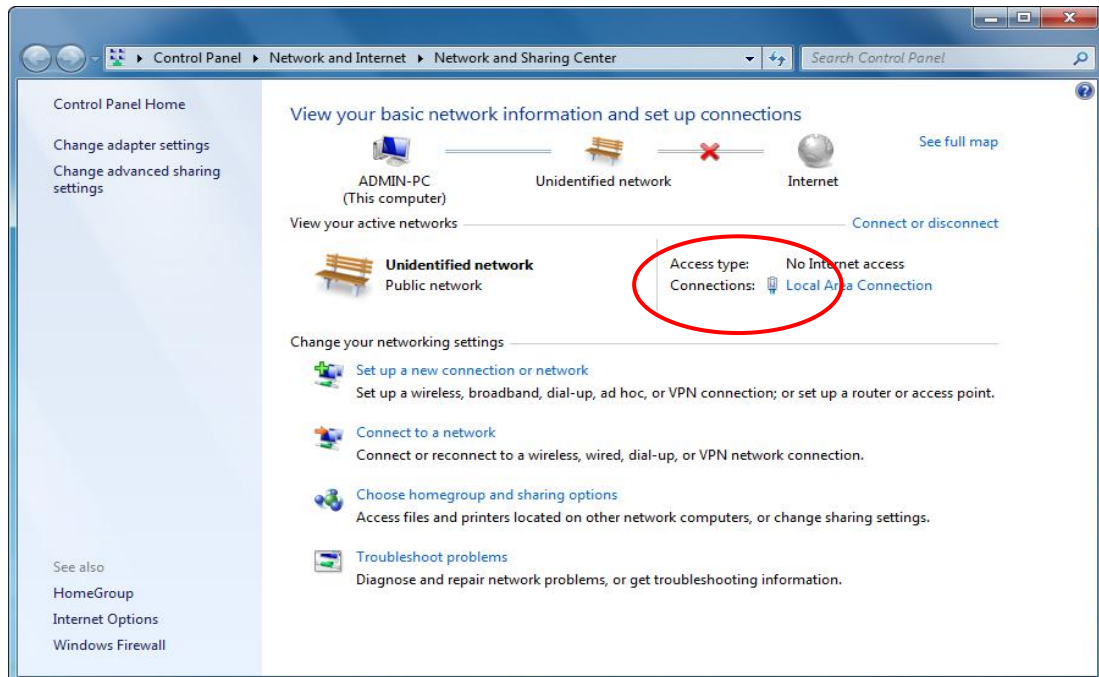 Control Panel ▸ Network and Internet ▸ Network and Sharing Center
Search Control Panel
Control Panel Home
Change adapter settings
Change advanced sharing
settings
See also
HomeGroup
Internet Options
Windows Firewall
View your basic network information and set up connections
See full map
ADMIN-PC
(This computer)
Unidentified network
Internet
View your active networks
Connect or disconnect
Unidentified network
Public network
Access type: No Internet access
Connections: Local Area Connection
Change your networking settings
Set up a new connection or network
Set up a wireless, broadband, dial-up, ad hoc, or VPN connection; or set up a router or access point.
Connect to a network
Connect or reconnect to a wireless, wired, dial-up, or VPN network connection.
Choose homegroup and sharing options
Access files and printers located on other network computers, or change sharing settings.
Troubleshoot problems
Diagnose and repair network problems, or get troubleshooting information.